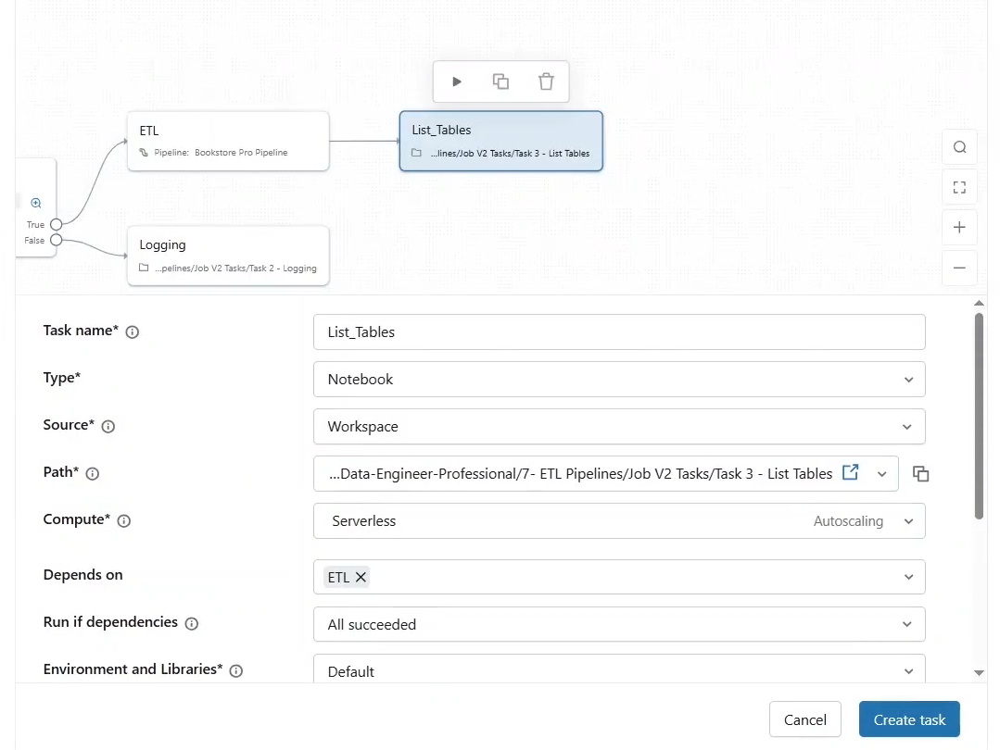 ETL
Pipeline: Bookstore Pro Pipeline
List_Tables
...lines/Job V2 Tasks/Task 3 - List Tables
True
False
Logging
...pelines/Job V2 Tasks/Task 2 - Logging
Task name*
List_Tables
Type*
Notebook
Source*
Workspace
Path*
...Data-Engineer-Professional/7- ETL Pipelines/Job V2 Tasks/Task 3 - List Tables
Compute*
Serverless
Autoscaling
Depends on
ETL
Run if dependencies
All succeeded
Environment and Libraries*
Default
Cancel
Create task